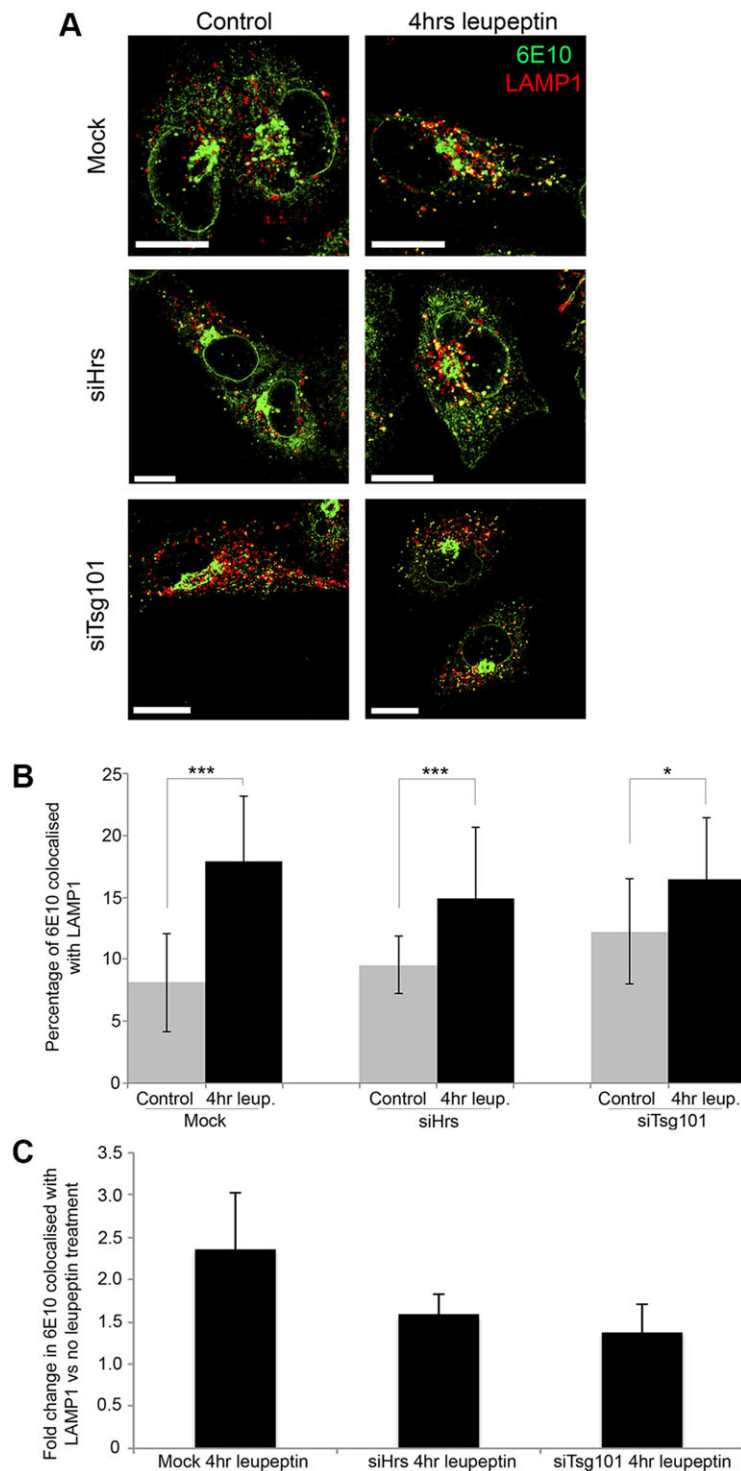 A
Control
4hrs leupeptin
6E10
LAMP1
Mock
siHrs
siTsg101
B
Percentage of 6E10 colocalised
with LAMP1
25
20
15
10
5
0
***
***
*
Control
4hr leup.
Control
4hr leup.
Control
4hr leup.
Mock
siHrs
siTsg101
C
Fold change in 6E10 colocalised with
LAMP1 vs no leupeptin treatment
3.5
3.0
2.5
2.0
1.5
1.0
0.5
0
Mock 4hr leupeptin
siHrs 4hr leupeptin
siTsg101 4hr leupeptin